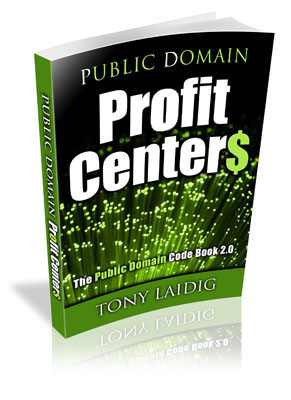 PUBLIC DOMAIN
Profit
Center$
The Public Domain Code Book 2.0
TONY LAIDIG
PUBLIC DOMAIN Profit Centers